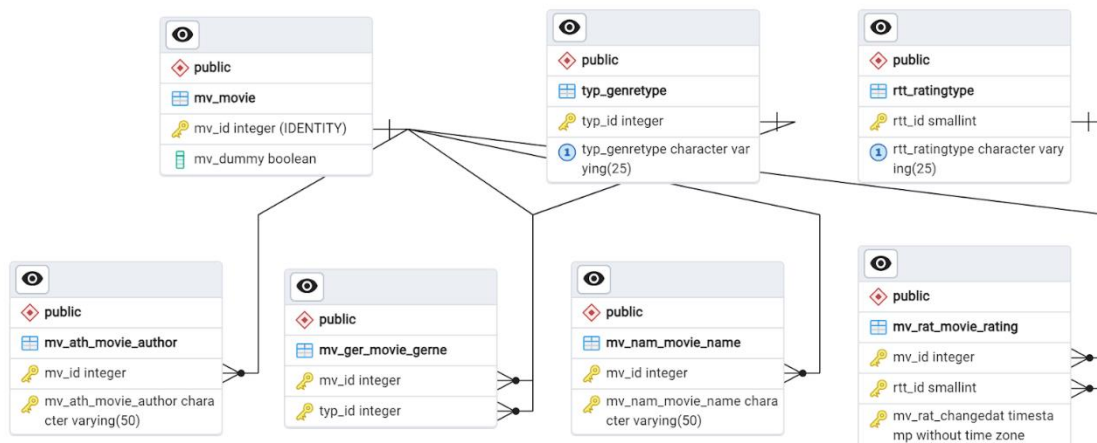 public
mv_movie
mv_id integer (IDENTITY)
mv_dummy boolean
public
typ_genretype
typ_id integer
1 typ_genretype character var
ying(25)
public
rtt_ratingtype
rtt_id smallint
1 rtt_ratingtype character vary
ing(25)
public
mv_ath_movie_author
mv_id integer
mv_ath_movie_author chara
cter varying(50)
public
mv_ger_movie_gerne
mv_id integer
typ_id integer
public
mv_nam_movie_name
mv_id integer
mv_nam_movie_name chara
cter varying(50)
public
mv_rat_movie_rating
mv_id integer
rtt_id smallint
mv_rat_changedat timesta
mp without time zone